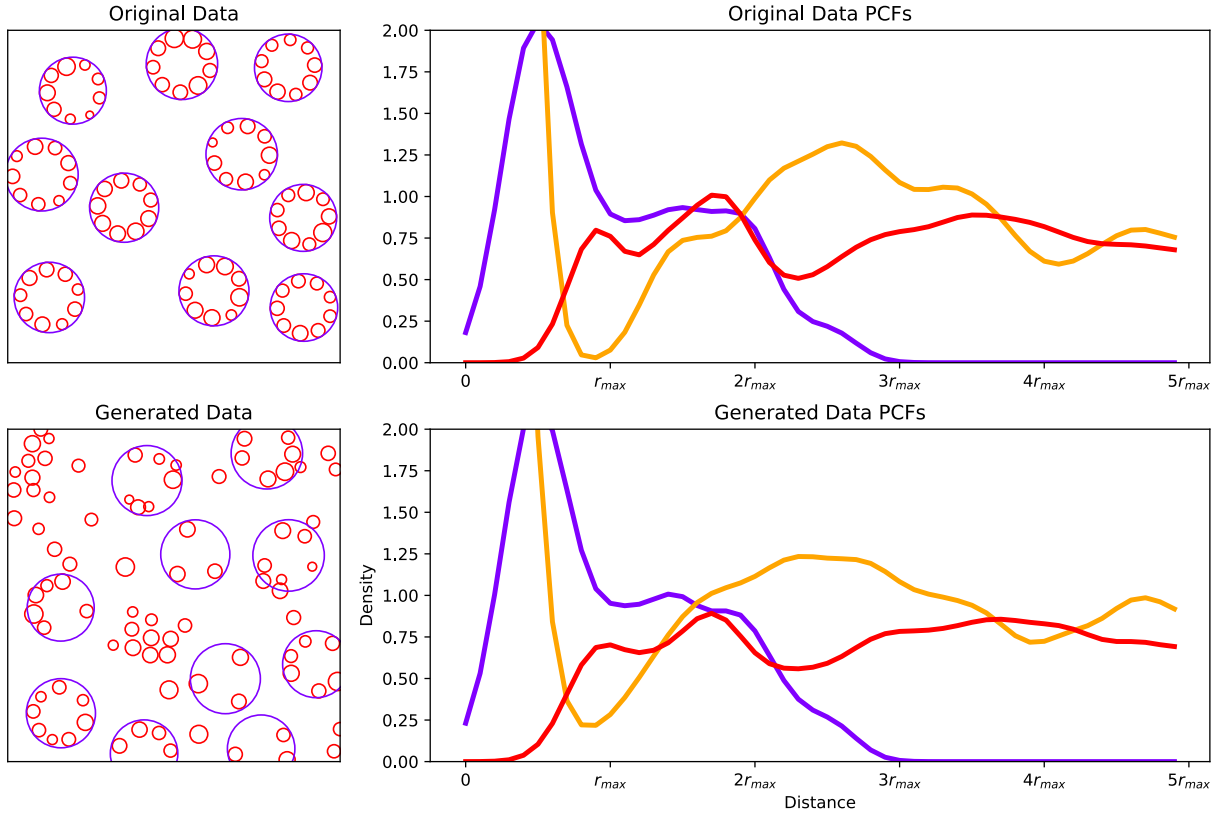 Original Data
Original Data PCFs
2.00
1.75
1.50
1.25
1.00
0.75
0.50
0.25
0.00
0 r_max 2r_max 3r_max 4r_max 5r_max
Generated Data
Generated Data PCFs
2.00
1.75
1.50
1.25
1.00
0.75
0.50
0.25
0.00
Density
0 r_max 2r_max 3r_max 4r_max 5r_max
Distance